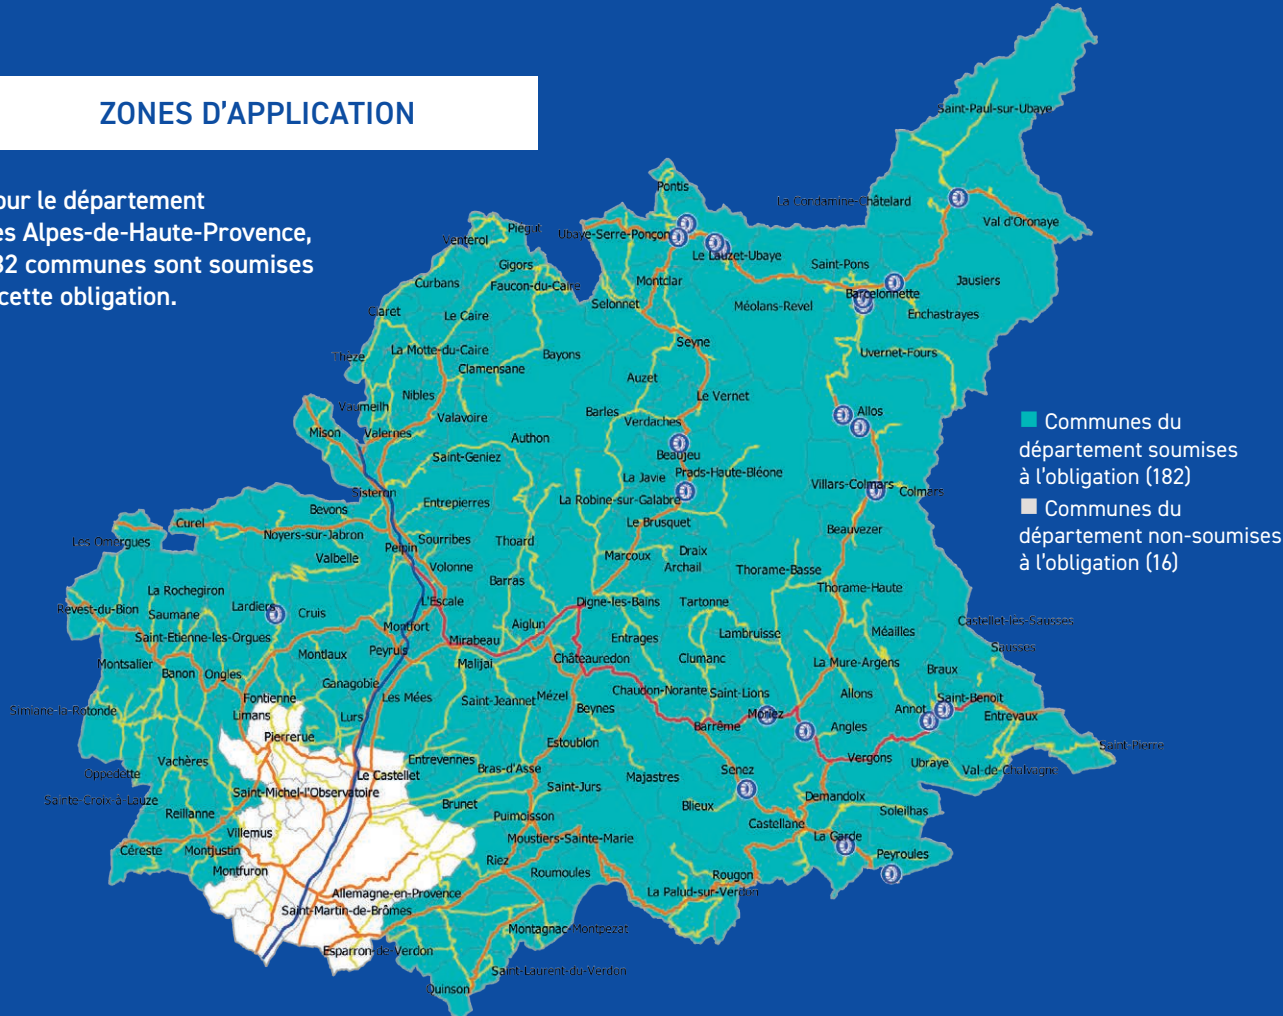 ZONES D'APPLICATION
our le département
es Alpes-de-Haute-Provence,
32 communes sont soumises
cette obligation.
Saint-Paul-sur-Ubaye
Pontis
La Condamine-Châtelard
Val d'Oronaye
Piégut
Ubaye-Serre-Ponçon
Venterol
Le Lauzet-Ubaye
Saint-Pons
Gigors
Jausiers
Curbans
Faucon-du-Caire
Montclar
Barcelonnette
Selonnet
Méolans-Revel
Enchastrayes
Claret
Le Caire
Seyne
Thèze
La Motte-du-Caire
Bayons
Uvernet-Fours
Clamensane
Auzet
Nibles
Le Vernet
Vaumeilh
Valavoire
Barles
Allos
Verdaches
Mison
Valernes
Authon
Beaujeu
Saint-Geniez
La Javie
Prads-Haute-Bléone
Villars-Colmars
Colmars
Sisteron
Entrepierres
La Robine-sur-Galabre
Bevons
Le Brusquet
Curel
Noyers-sur-Jabron
Beauvezer
Les Omergues
Peipin
Sourribes
Thoard
Valbelle
Volonne
Marcoux
Draix
Archail
Thorame-Basse
Barras
La Rochegiron
Thorame-Haute
Revest-du-Bion
Saumane
Lardiers
Cruis
L'Escale
Digne-les-Bains
Tartonne
Castellet-les-Sausses
Montfort
Aiglun
Lambruisse
Méailles
Saint-Etienne-les-Orgues
Mirabeau
Entrages
Sausses
Montlaux
Peyruis
Malijai
Châteauredon
Clumanc
La Mure-Argens
Braux
Montsalier
Banon
Ongles
Ganagobie
Chaudon-Norante
Saint-Lions
Allons
Saint-Benoît
Fontienne
Les Mées
Saint-Jeannet
Mézel
Beynes
Annot
Simiane-la-Rotonde
Limans
Lurs
Moriez
Entrevaux
Pierrerue
Barrême
Angles
Estoublon
Saint-Pierre
Vachères
Entrevennes
Vergons
Ubraye
Val-de-Chalvagne
Oppedette
Le Castellet
Bras-d'Asse
Majastres
Senez
Sainte-Croix-à-Lauze
Saint-Michel-l'Observatoire
Saint-Jurs
Brunet
Blieux
Demandolx
Soleilhas
Reillanne
Puimoisson
Castellane
Villemus
Moustiers-Sainte-Marie
La Garde
Céreste
Montjustin
Riez
Peyroules
Montfuron
Roumoules
Rougon
Allemagne-en-Provence
La Palud-sur-Verdon
Saint-Martin-de-Brômes
Montagnac-Montpezat
Esparron-de-Verdon
Saint-Laurent-du-Verdon
Quinson
Communes du
département soumises
à l'obligation (182)
Communes du
département non-soumises
à l'obligation (16)